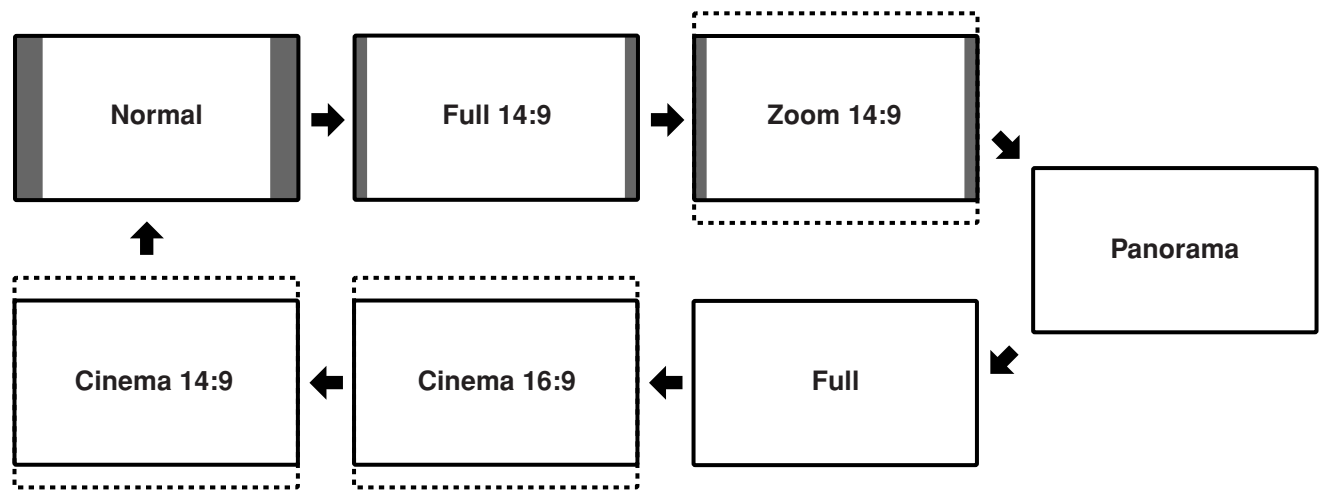 Normal
Full 14:9
Zoom 14:9
Panorama
Full
Cinema 16:9
Cinema 14:9